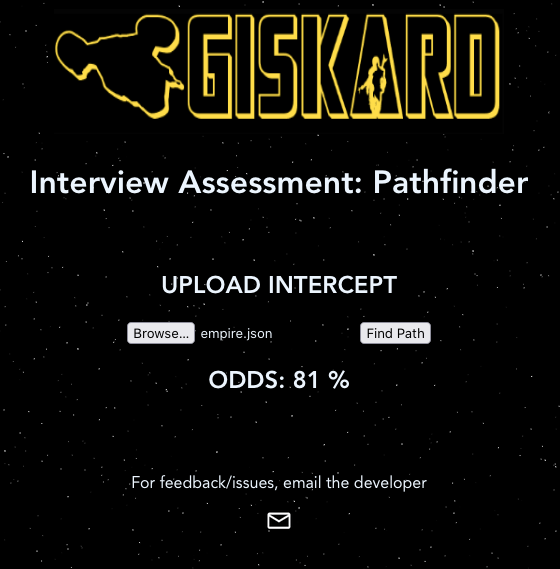 GISKARD
Interview Assessment: Pathfinder
UPLOAD INTERCEPT
Browse... empire.json Find Path
ODDS: 81 %
For feedback/issues, email the developer